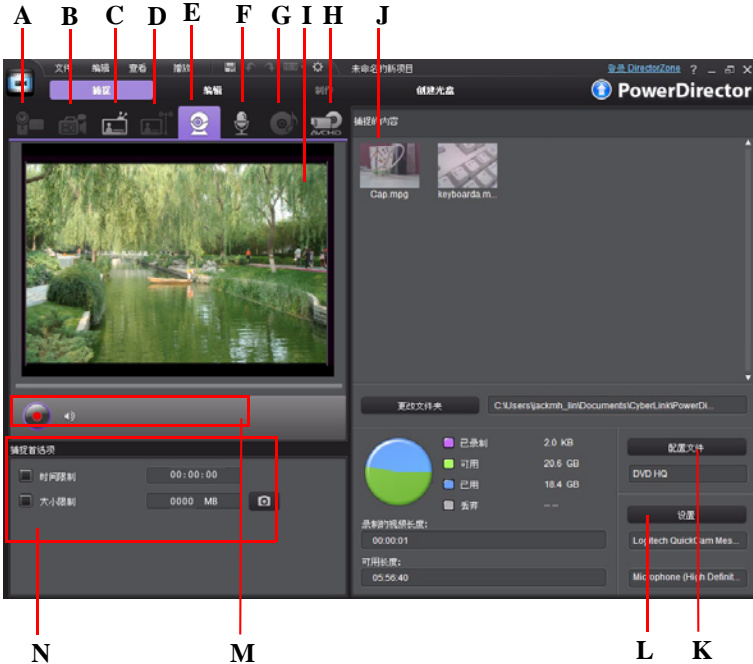 A B C D E F G H I J
文件 编辑 查看 播放
未命名的新项目
登录 DirectorZone ? _ X
捕捉 编辑 制作 创建光盘
PowerDirector
AVCHD
捕捉的内容
Cap.mpg
keyboarda.m...
更改文件夹
C:\Users\jackmh_lin\Documents\CyberLink\PowerDi...
捕捉首选项
时间限制 00:00:00
大小限制 0000 MB
已录制 2.0 KB
可用 20.6 GB
已用 18.4 GB
丢弃 -- --
录制的视频长度:
00:00:01
可用长度:
05:56:40
配置文件
DVD HQ
设置
Logitech QuickCam Mes...
Microphone (High Definit...
N M L K